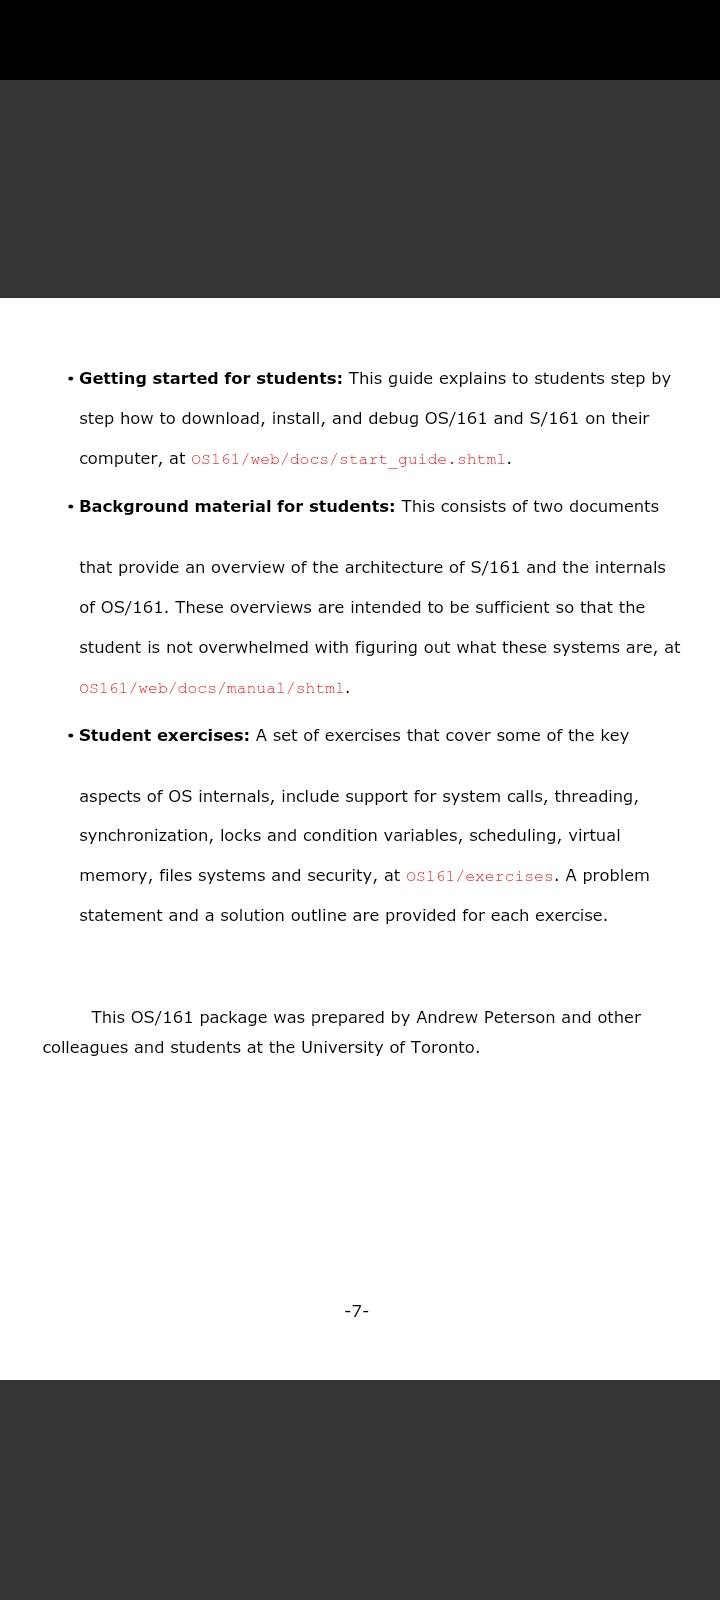 • Getting started for students: This guide explains to students step by
step how to download, install, and debug OS/161 and S/161 on their
computer, at OS161/web/docs/start_guide.shtml.
• Background material for students: This consists of two documents
that provide an overview of the architecture of S/161 and the internals
of OS/161. These overviews are intended to be sufficient so that the
student is not overwhelmed with figuring out what these systems are, at
OS161/web/docs/manual/shtml.
• Student exercises: A set of exercises that cover some of the key
aspects of OS internals, include support for system calls, threading,
synchronization, locks and condition variables, scheduling, virtual
memory, files systems and security, at OS161/exercises. A problem
statement and a solution outline are provided for each exercise.
This OS/161 package was prepared by Andrew Peterson and other
colleagues and students at the University of Toronto.
-7-